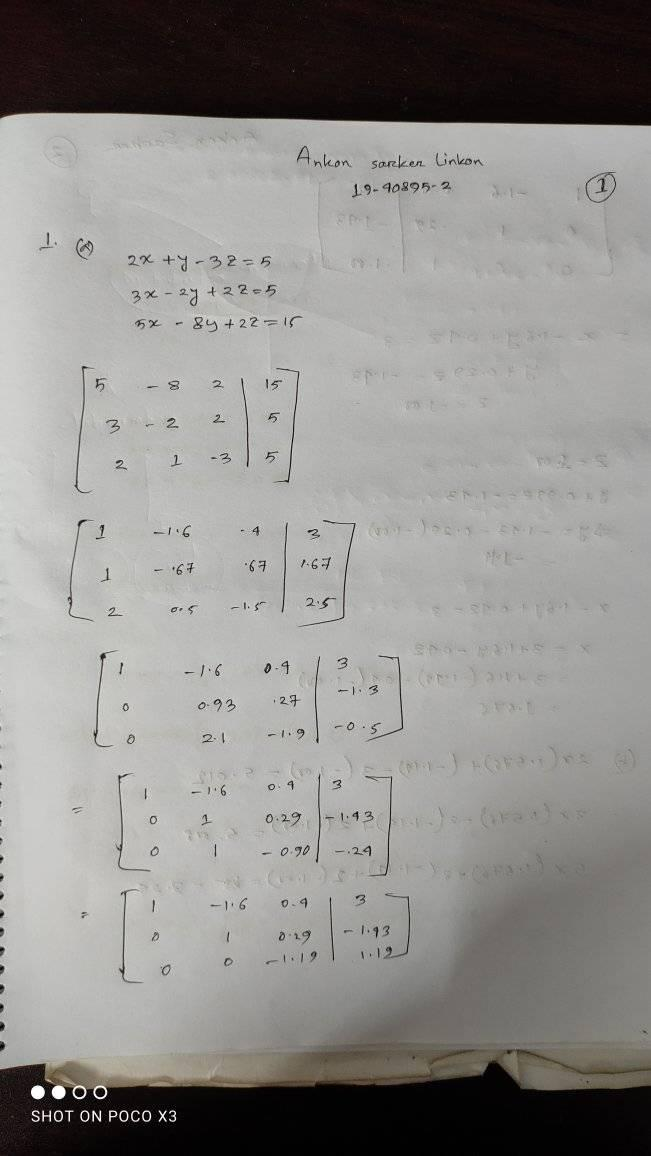 Ankon sarker Linkon
19-40895-2
1
1. (a)
2x + y - 3z = 5
3x - 2y + 2z = 5
5x - 8y + 2z = 15
5 -8 2 | 15
3 -2 2 | 5
2 1 -3 | 5
1 -1.6 .4 | 3
1 -.67 .67 | 1.67
2 0.5 -1.5 | 2.5
1 -1.6 0.4 | 3
0 0.93 .27 | -1.3
0 2.1 -1.9 | -0.5
=
1 -1.6 0.4 | 3
0 1 0.29 | -1.43
0 1 -0.90 | -.24
=
1 -1.6 0.4 | 3
0 1 0.29 | -1.43
0 0 -1.19 | 1.19
SHOT ON POCO X3